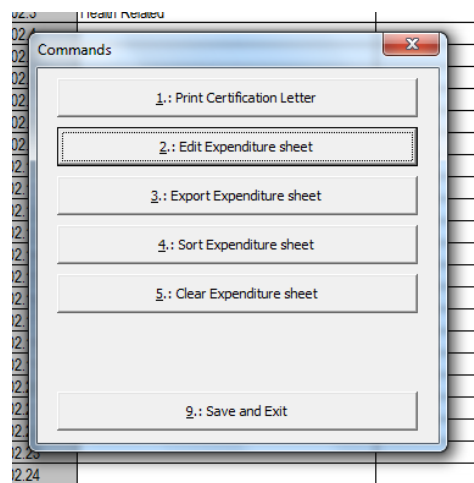 Health Related
Commands
1.: Print Certification Letter
2.: Edit Expenditure sheet
3.: Export Expenditure sheet
4.: Sort Expenditure sheet
5.: Clear Expenditure sheet
9.: Save and Exit
02.24